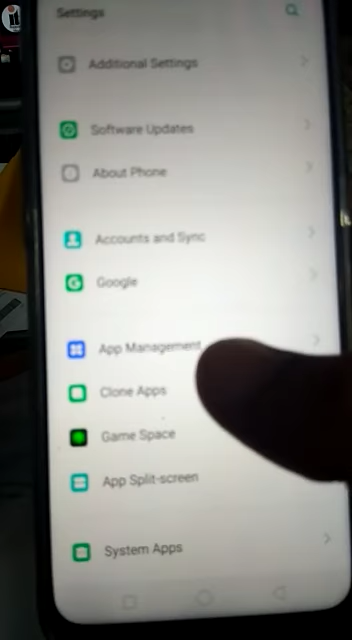 Settings
Additional Settings
Software Updates
About Phone
Accounts and Sync
Google
App Management
Clone Apps
Game Space
App Split-screen
System Apps